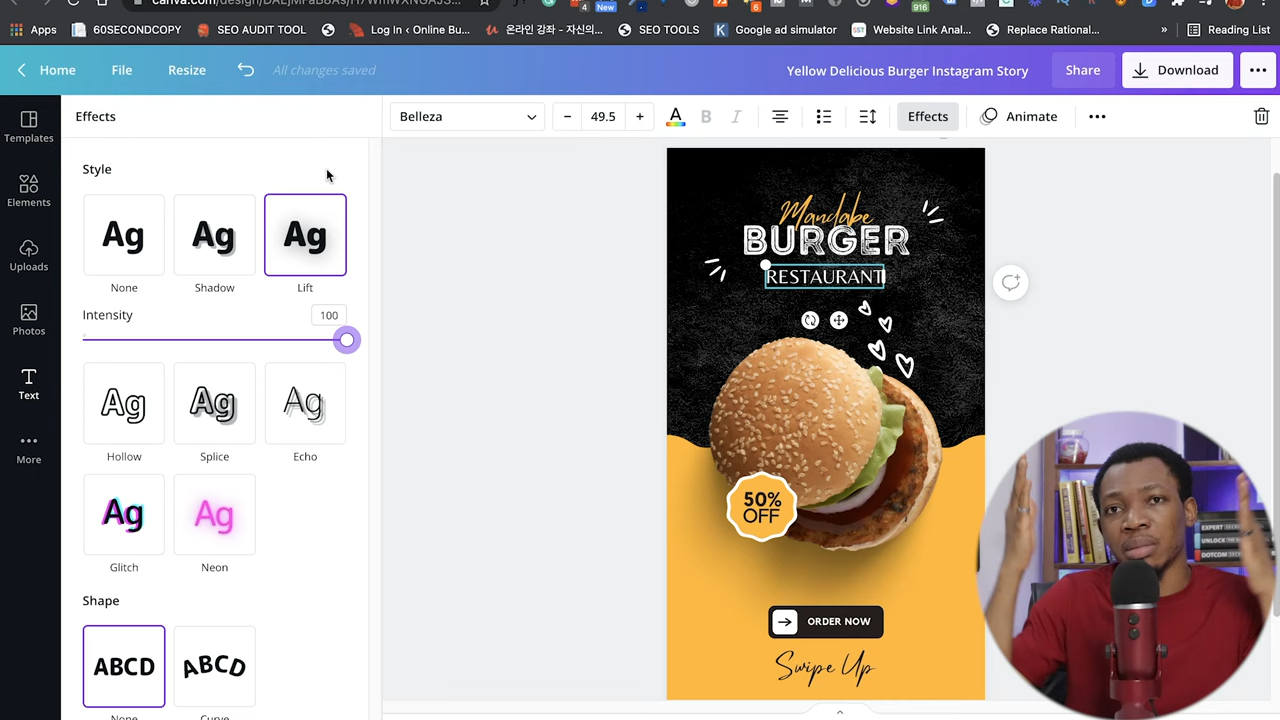 Apps 60SECONDCOPY SEO AUDIT TOOL Log In ‹ Online Bu... 온라인 강좌 - 자신의... SEO TOOLS Google ad simulator Website Link Anal... Replace Rational... » Reading List
Home File Resize All changes saved Yellow Delicious Burger Instagram Story Share Download
Effects Belleza 49.5 A B I Effects Animate
Templates
Elements
Uploads
Photos
Text
More
Style
Ag Ag Ag
None Shadow Lift
Intensity 100
Ag Ag Ag
Hollow Splice Echo
Ag Ag
Glitch Neon
Shape
ABCD ABCD
None Curve
Mandabe
BURGER
RESTAURANT
50%
OFF
ORDER NOW
Swipe Up
EXPERT
UNLOCK
DOTCOM